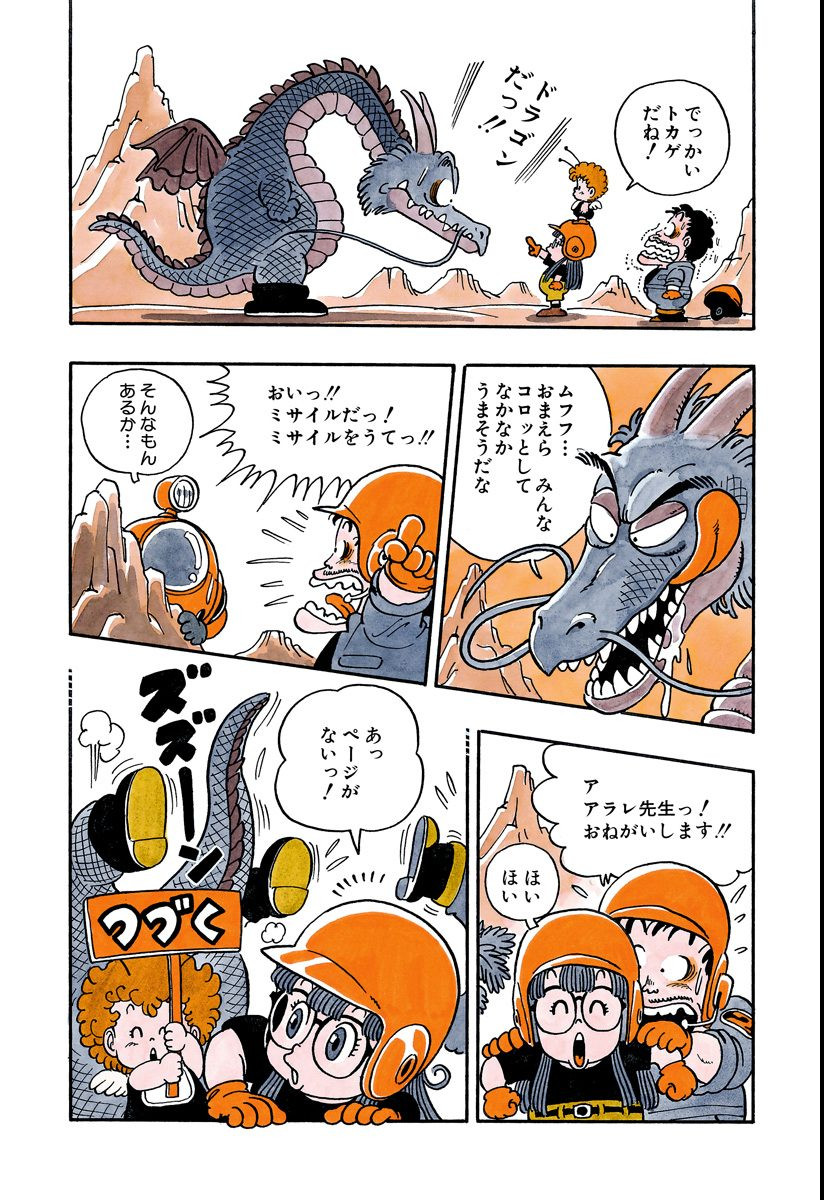 でっかい
トカゲ
だね！
ドラゴン
だっ!!
ムフフ…
おまえら みんな
コロッとして
なかなか
うまそうだな
おいっ!!
ミサイルだっ！
ミサイルをうてっ!!
そんなもん
あるか…
ア
アラレ先生っ！
おねがいします!!
ほい
ほい
あっ
ページが
ないっ！
ズズーン
つづく